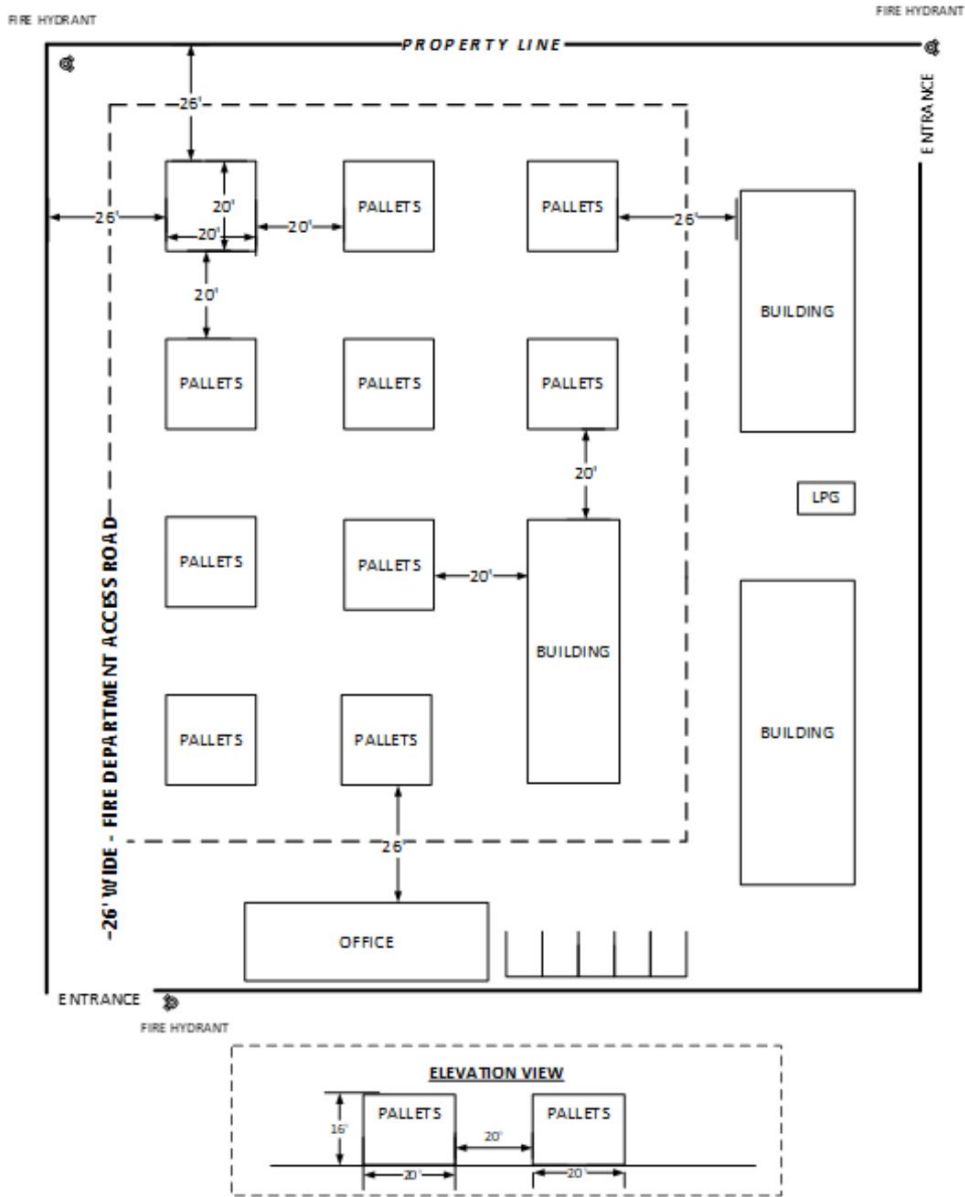 FIRE HYDRANT
FIRE HYDRANT
PROPERTY LINE
ENTRANCE
26'
20'
20'
26'
20'
PALLETS
PALLETS
26'
20'
BUILDING
PALLETS
PALLETS
PALLETS
20'
LPG
26' WIDE - FIRE DEPARTMENT ACCESS ROAD
PALLETS
PALLETS
20'
BUILDING
BUILDING
PALLETS
PALLETS
26'
OFFICE
ENTRANCE
FIRE HYDRANT
ELEVATION VIEW
PALLETS
PALLETS
16'
20'
20'
20'